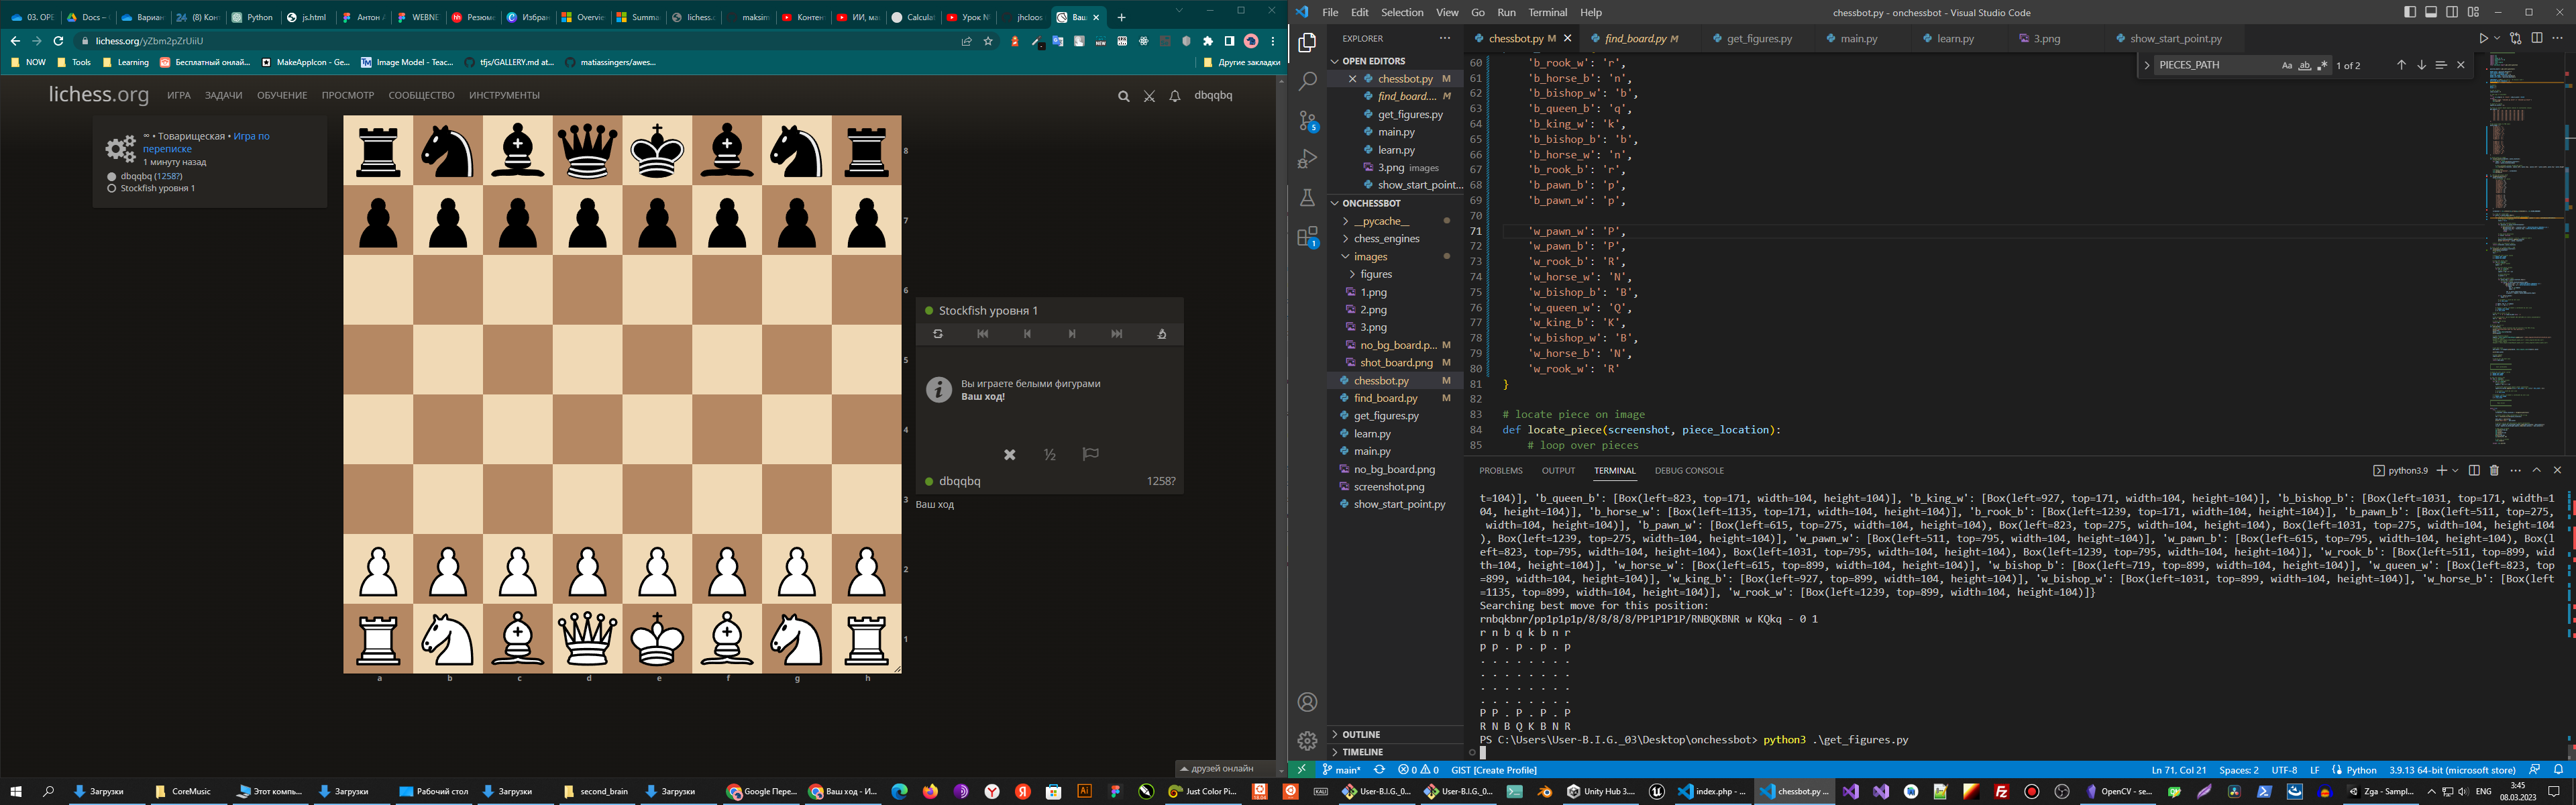 03. OPE
Docs –
Вариан
(8) Кон
Python
js.html
Антон А
WEBNE
Резюме
Избран
Overvie
Summa
lichess.o
maksim
Контен
ИИ, ма
Calculat
Урок №
jhcloos
Ваш
lichess.org/yZbm2pZrUiiU
NOW
Tools
Learning
Бесплатный онлай...
MakeAppIcon - Ge...
Image Model - Teac...
tfjs/GALLERY.md at...
matiassingers/awes...
Другие закладки
lichess.org
ИГРА
ЗАДАЧИ
ОБУЧЕНИЕ
ПРОСМОТР
СООБЩЕСТВО
ИНСТРУМЕНТЫ
dbqqbq
∞ • Товарищеская • Игра по
переписке
1 минуту назад
dbqqbq (1258?)
Stockfish уровня 1
8
7
6
5
4
3
2
1
a b c d e f g h
Stockfish уровня 1
Вы играете белыми фигурами
Ваш ход!
½
dbqqbq 1258?
Ваш ход
друзей онлайн
File Edit Selection View Go Run Terminal Help
chessbot.py - onchessbot - Visual Studio Code
EXPLORER
OPEN EDITORS
chessbot.py M
find_board.... M
get_figures.py
main.py
learn.py
3.png images
show_start_point...
ONCHESSBOT
__pycache__
chess_engines
images
figures
1.png
2.png
3.png
no_bg_board.p... M
shot_board.png M
chessbot.py M
find_board.py M
get_figures.py
learn.py
main.py
no_bg_board.png
screenshot.png
show_start_point.py
OUTLINE
TIMELINE
chessbot.py M
find_board.py M
get_figures.py
main.py
learn.py
3.png
show_start_point.py
PIECES_PATH
Aa ab
1 of 2
60 'b_rook_w': 'r',
61 'b_horse_b': 'n',
62 'b_bishop_w': 'b',
63 'b_queen_b': 'q',
64 'b_king_w': 'k',
65 'b_bishop_b': 'b',
66 'b_horse_w': 'n',
67 'b_rook_b': 'r',
68 'b_pawn_b': 'p',
69 'b_pawn_w': 'p',
70
71 'w_pawn_w': 'P',
72 'w_pawn_b': 'P',
73 'w_rook_b': 'R',
74 'w_horse_w': 'N',
75 'w_bishop_b': 'B',
76 'w_queen_w': 'Q',
77 'w_king_b': 'K',
78 'w_bishop_w': 'B',
79 'w_horse_b': 'N',
80 'w_rook_w': 'R'
81 }
82
83 # locate piece on image
84 def locate_piece(screenshot, piece_location):
85 # loop over pieces
PROBLEMS OUTPUT TERMINAL DEBUG CONSOLE
python3.9
t=104)], 'b_queen_b': [Box(left=823, top=171, width=104, height=104)], 'b_king_w': [Box(left=927, top=171, width=104, height=104)], 'b_bishop_b': [Box(left=1031, top=171, width=1
04, height=104)], 'b_horse_w': [Box(left=1135, top=171, width=104, height=104)], 'b_rook_b': [Box(left=1239, top=171, width=104, height=104)], 'b_pawn_b': [Box(left=511, top=275,
width=104, height=104)], 'b_pawn_w': [Box(left=615, top=275, width=104, height=104), Box(left=823, top=275, width=104, height=104), Box(left=1031, top=275, width=104, height=104
), Box(left=1239, top=275, width=104, height=104)], 'w_pawn_w': [Box(left=511, top=795, width=104, height=104)], 'w_pawn_b': [Box(left=615, top=795, width=104, height=104), Box(l
eft=823, top=795, width=104, height=104), Box(left=1031, top=795, width=104, height=104), Box(left=1239, top=795, width=104, height=104)], 'w_rook_b': [Box(left=511, top=899, wid
th=104, height=104)], 'w_horse_w': [Box(left=615, top=899, width=104, height=104)], 'w_bishop_b': [Box(left=719, top=899, width=104, height=104)], 'w_queen_w': [Box(left=823, top
=899, width=104, height=104)], 'w_king_b': [Box(left=927, top=899, width=104, height=104)], 'w_bishop_w': [Box(left=1031, top=899, width=104, height=104)], 'w_horse_b': [Box(left
=1135, top=899, width=104, height=104)], 'w_rook_w': [Box(left=1239, top=899, width=104, height=104)]}
Searching best move for this position:
rnbqkbnr/pp1p1p1p/8/8/8/8/PP1P1P1P/RNBQKBNR w KQkq - 0 1
r n b q k b n r
p p . p . p . p
. . . . . . . .
. . . . . . . .
. . . . . . . .
. . . . . . . .
P P . P . P . P
R N B Q K B N R
PS C:\Users\User-B.I.G._03\Desktop\onchessbot> python3 .\get_figures.py
main*
0 0
GIST [Create Profile]
Ln 71, Col 21
Spaces: 2
UTF-8
LF
Python
3.9.13 64-bit (microsoft store)
Загрузки
CoreMusic
Этот компь...
Загрузки
Рабочий стол
Загрузки
second_brain
Загрузки
Google Пере...
Ваш ход - И...
Just Color Pi...
User-B.I.G._0...
User-B.I.G._0...
Unity Hub 3....
index.php - ...
chessbot.py ...
OpenCV - se...
Zga - Sampl...
ENG
3:45
08.03.2023